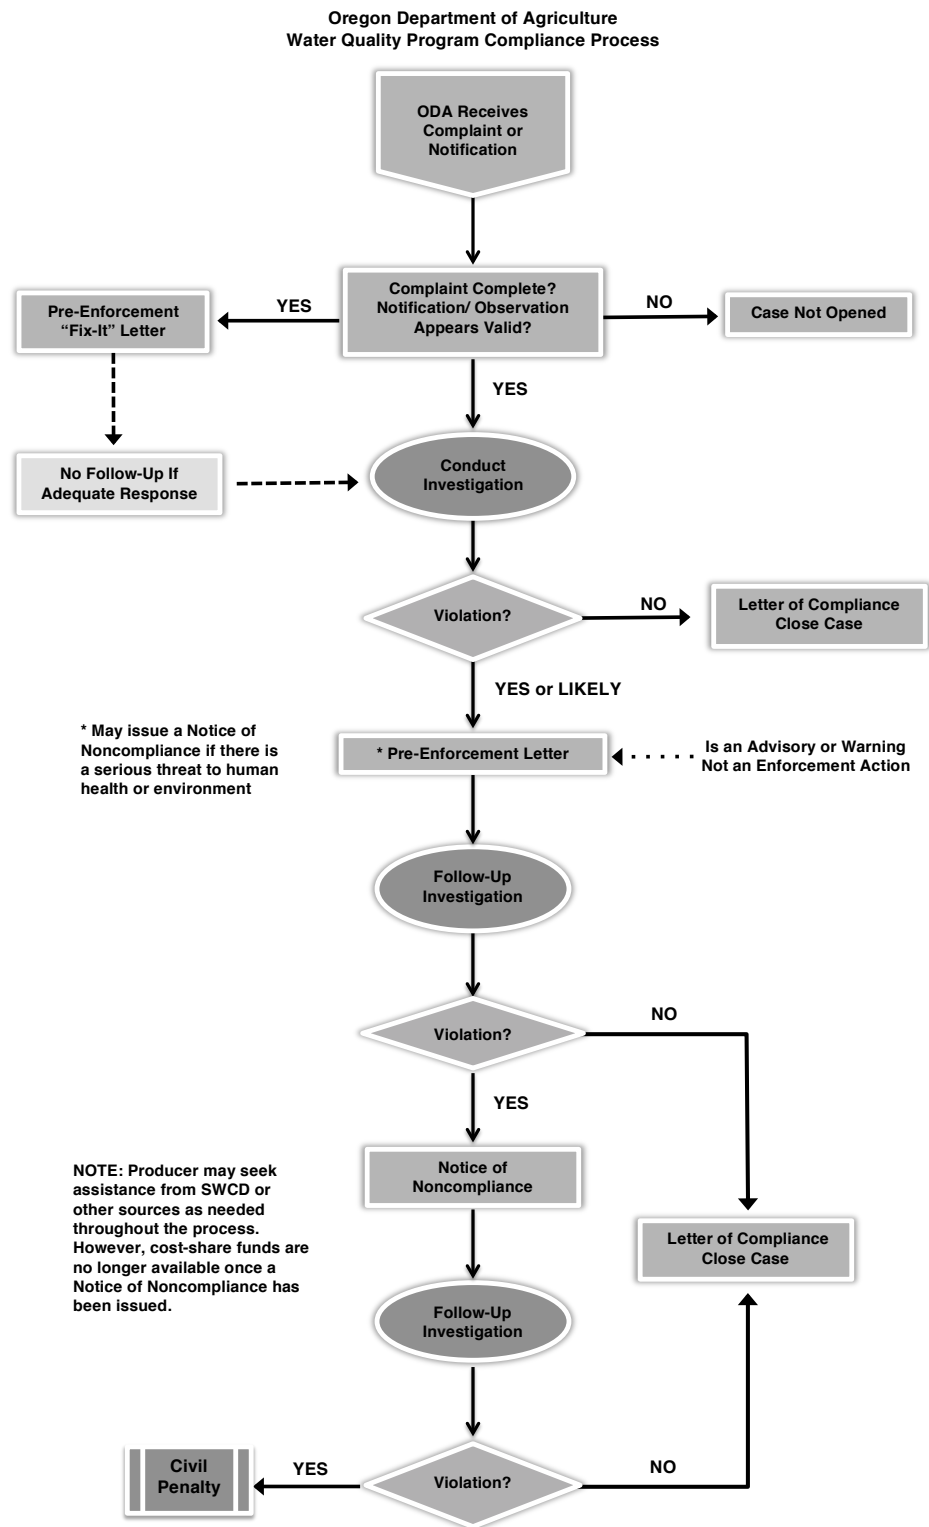 Oregon Department of Agriculture
Water Quality Program Compliance Process
ODA Receives
Complaint or
Notification
Complaint Complete?
Notification/ Observation
Appears Valid?
YES
NO
Pre-Enforcement
“Fix-It” Letter
Case Not Opened
YES
No Follow-Up If
Adequate Response
Conduct
Investigation
Violation?
NO
Letter of Compliance
Close Case
YES or LIKELY
* May issue a Notice of
Noncompliance if there is
a serious threat to human
health or environment
* Pre-Enforcement Letter
Is an Advisory or Warning
Not an Enforcement Action
Follow-Up
Investigation
Violation?
NO
YES
Notice of
Noncompliance
NOTE: Producer may seek
assistance from SWCD or
other sources as needed
throughout the process.
However, cost-share funds are
no longer available once a
Notice of Noncompliance has
been issued.
Letter of Compliance
Close Case
Follow-Up
Investigation
Violation?
YES
NO
Civil
Penalty